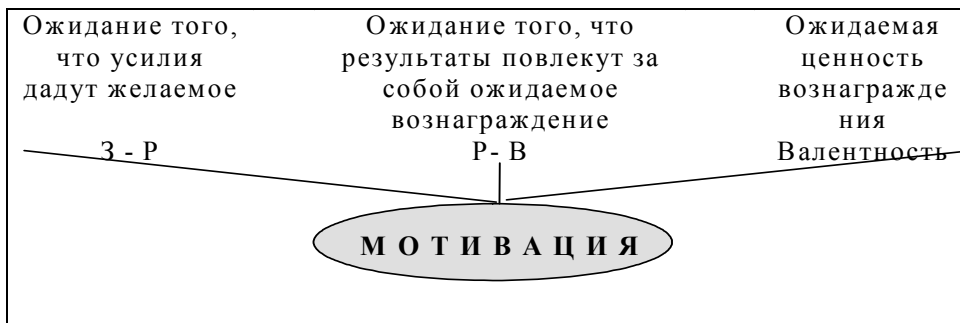 Ожидание того,
что усилия
дадут желаемое
З - Р
Ожидание того, что
результаты повлекут за
собой ожидаемое
вознаграждение
Р- В
Ожидаемая
ценность
вознагражде
ния
Валентность
МОТИВАЦИЯ